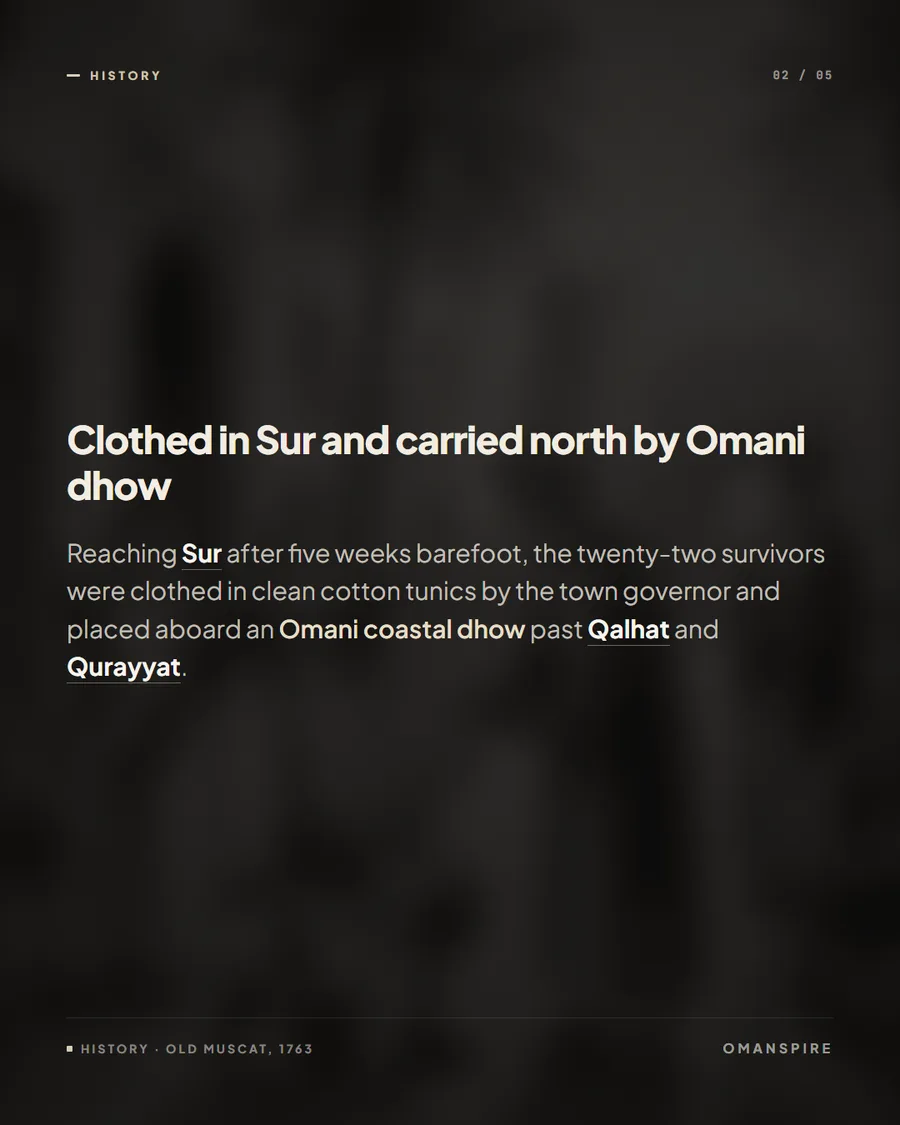 — HISTORY
02 / 05
Clothed in Sur and carried north by Omani
dhow
Reaching Sur after five weeks barefoot, the twenty-two survivors
were clothed in clean cotton tunics by the town governor and
placed aboard an Omani coastal dhow past Qalhat and
Qurayyat.
HISTORY · OLD MUSCAT, 1763
OMANSPIRE